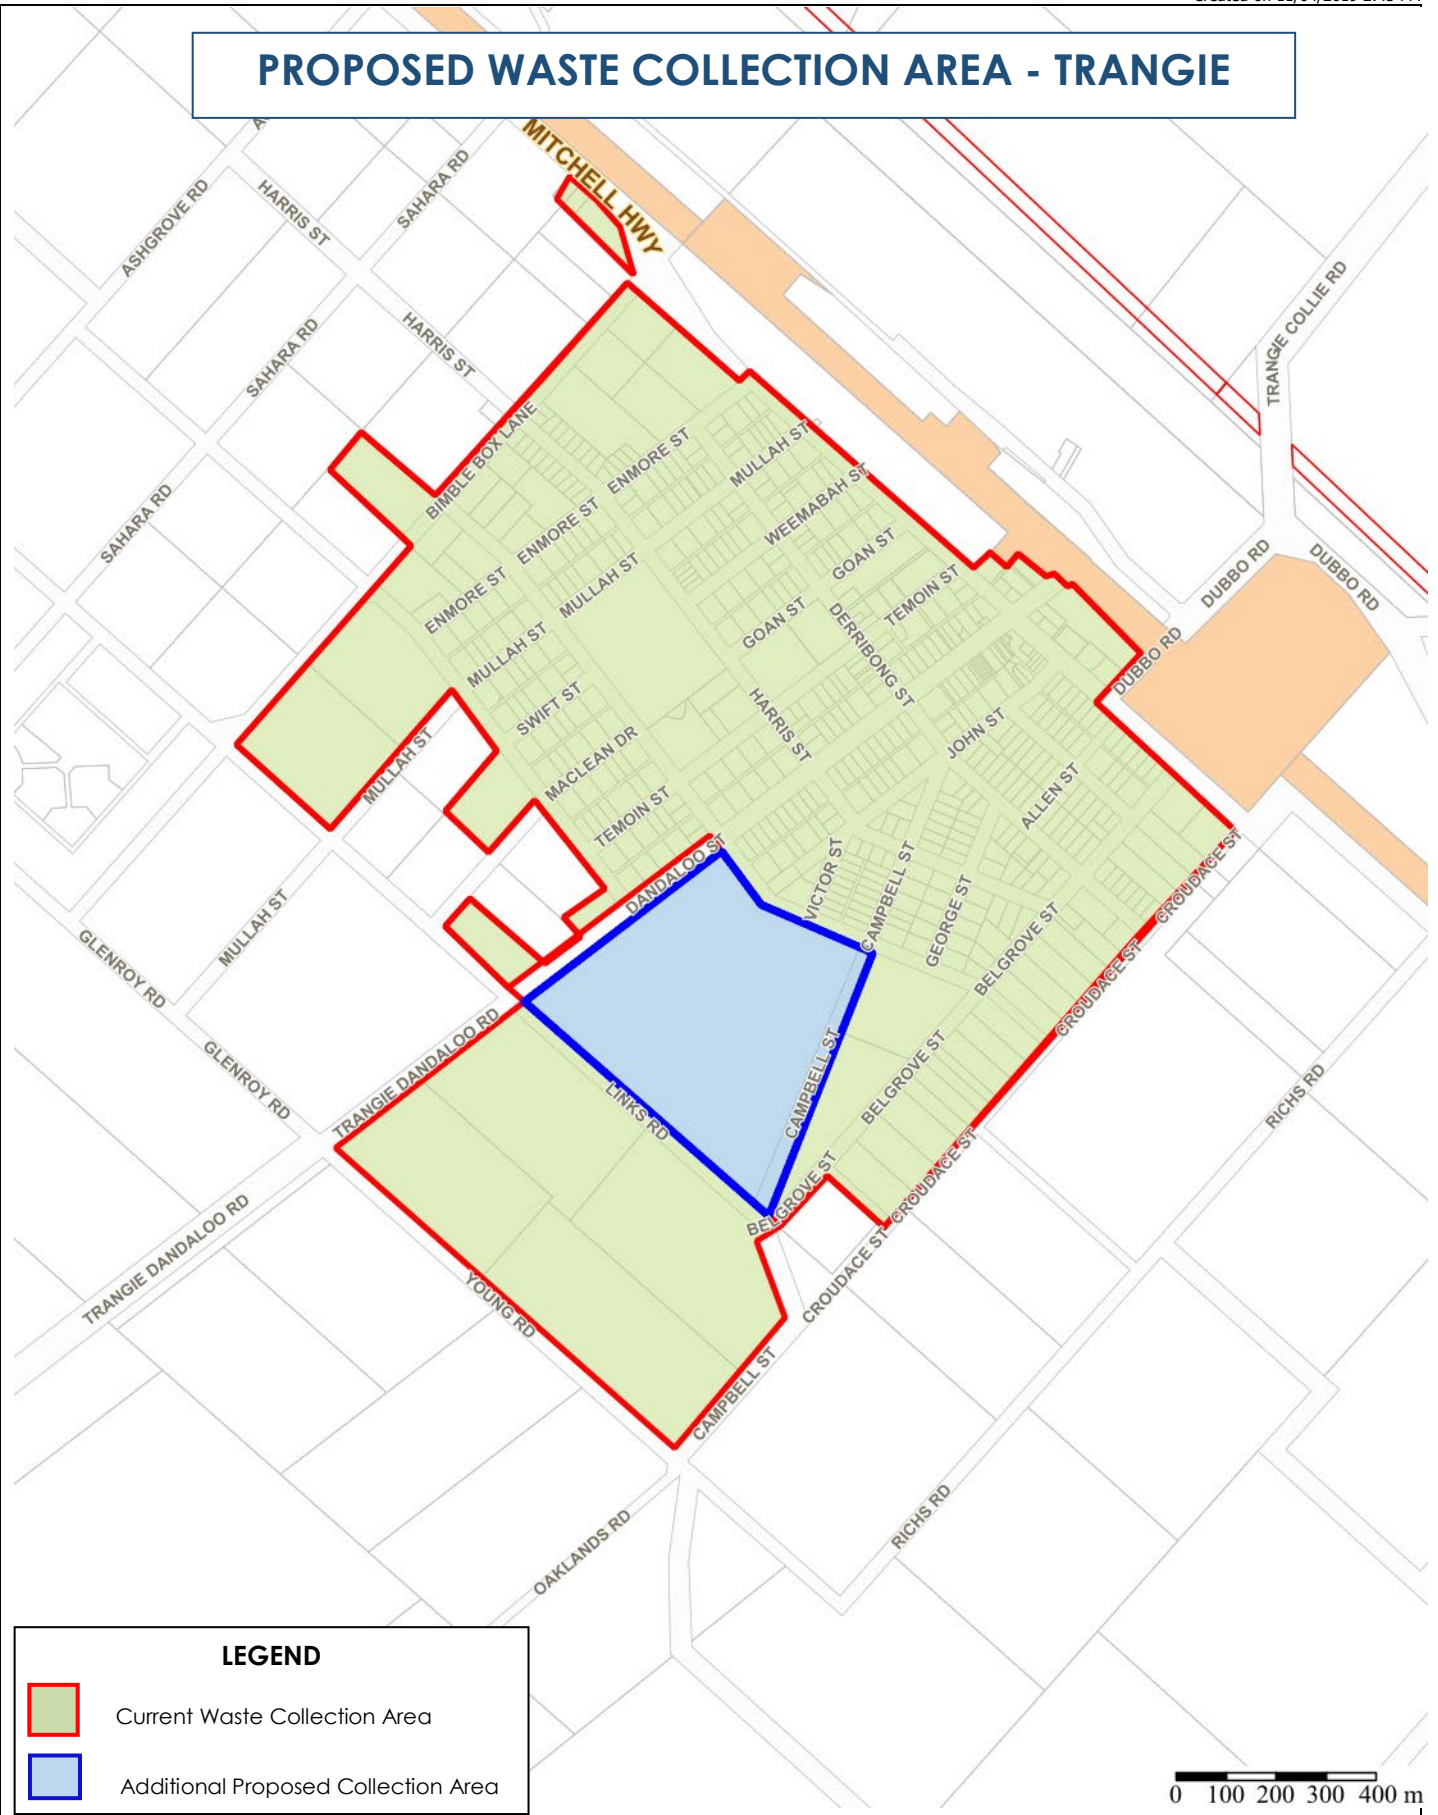 PROPOSED WASTE COLLECTION AREA - TRANGIE
MITCHELL HWY
SAHARA RD
HARRIS ST
ASHGROVE RD
TRANGIE COLLIE RD
HARRIS ST
SAHARA RD
BIMBLE BOX LANE
ENMORE ST
MULLAH ST
WEEMABAH ST
SAHARA RD
ENMORE ST
GOAN ST
DUBBO RD
DUBBO RD
ENMORE ST
MULLAH ST
TEMOIN ST
GOAN ST
DERRIBONG ST
MULLAH ST
DUBBO RD
SWIFT ST
HARRIS ST
JOHN ST
MULLAH ST
MACLEAN DR
ALLEN ST
TEMOIN ST
DANDALOO ST
VICTOR ST
CAMPBELL ST
CROUDACE ST
GEORGE ST
MULLAH ST
BELGROVE ST
GLENROY RD
CROUDACE ST
TRANGIE DANDALOO RD
GLENROY RD
LINKS RD
CAMPBELL ST
BELGROVE ST
RICHS RD
BELGROVE ST
CROUDACE ST
TRANGIE DANDALOO RD
YOUNG RD
CROUDACE ST
CAMPBELL ST
OAKLANDS RD
RICHS RD
LEGEND
Current Waste Collection Area
Additional Proposed Collection Area
0 100 200 300 400 m